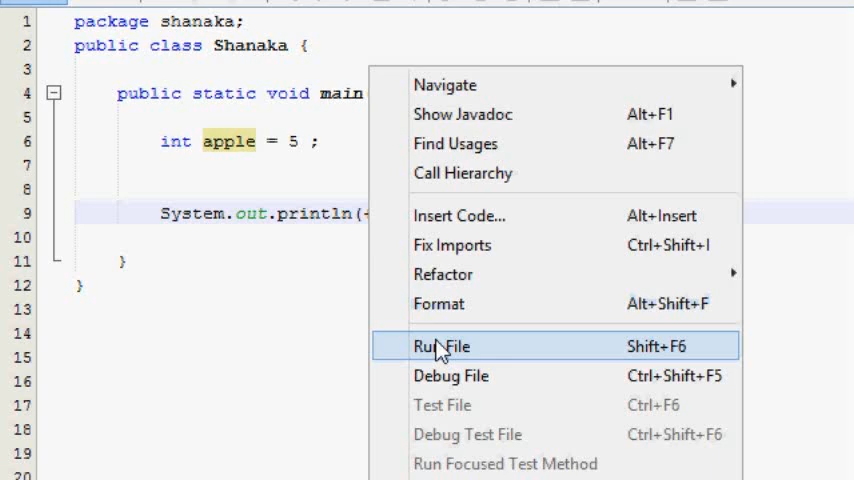 1 package shanaka;
2 public class Shanaka {
3
4 public static void main
5
6 int apple = 5 ;
7
8
9 System.out.println(+
10
11 }
12 }
13
14
15
16
17
18
19
20
Navigate
Show Javadoc Alt+F1
Find Usages Alt+F7
Call Hierarchy
Insert Code... Alt+Insert
Fix Imports Ctrl+Shift+I
Refactor
Format Alt+Shift+F
Run File Shift+F6
Debug File Ctrl+Shift+F5
Test File Ctrl+F6
Debug Test File Ctrl+Shift+F6
Run Focused Test Method